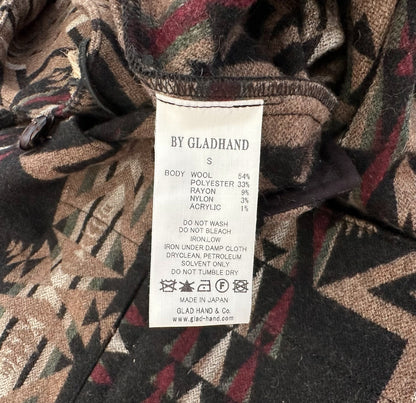 BY GLADHAND
S
BODY WOOL 54%
POLYESTER 33%
RAYON 9%
NYLON 3%
ACRYLIC 1%
DO NOT WASH
DO NOT BLEACH
IRON,LOW
IRON UNDER DAMP CLOTH
DRYCLEAN, PETROLEUM
SOLVENT ONLY
DO NOT TUMBLE DRY
MADE IN JAPAN
GLAD HAND & Co.
www.glad-hand.com